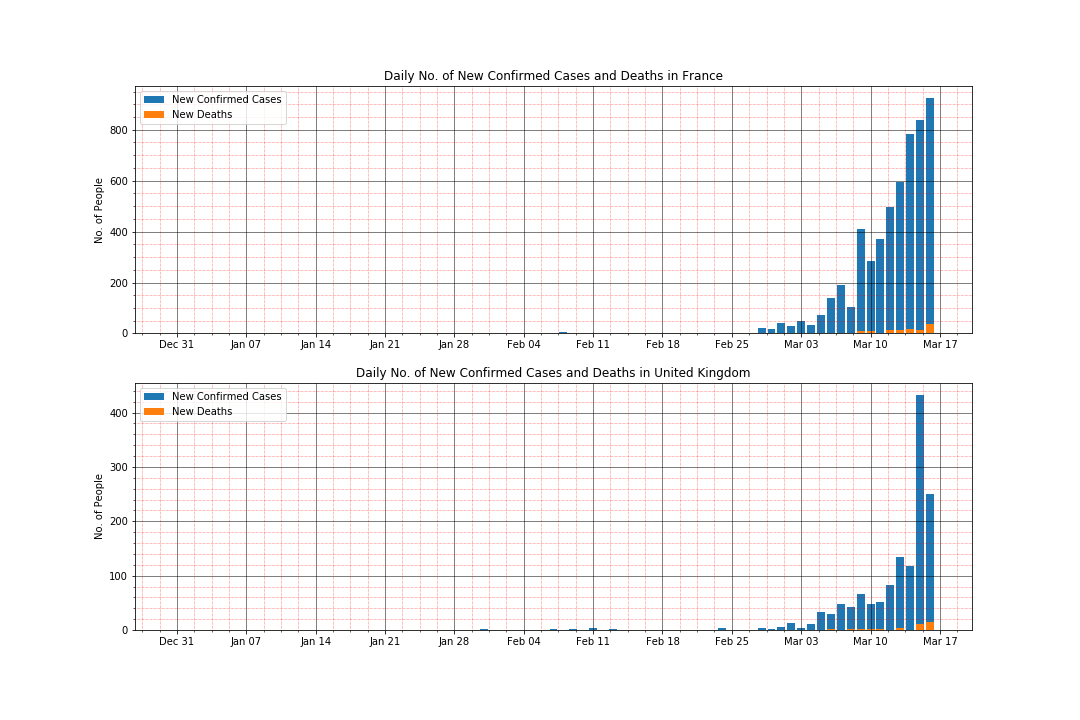 Daily No. of New Confirmed Cases and Deaths in France
New Confirmed Cases
New Deaths
No. of People
800
600
400
200
0
Dec 31 Jan 07 Jan 14 Jan 21 Jan 28 Feb 04 Feb 11 Feb 18 Feb 25 Mar 03 Mar 10 Mar 17
Daily No. of New Confirmed Cases and Deaths in United Kingdom
New Confirmed Cases
New Deaths
No. of People
400
300
200
100
0
Dec 31 Jan 07 Jan 14 Jan 21 Jan 28 Feb 04 Feb 11 Feb 18 Feb 25 Mar 03 Mar 10 Mar 17